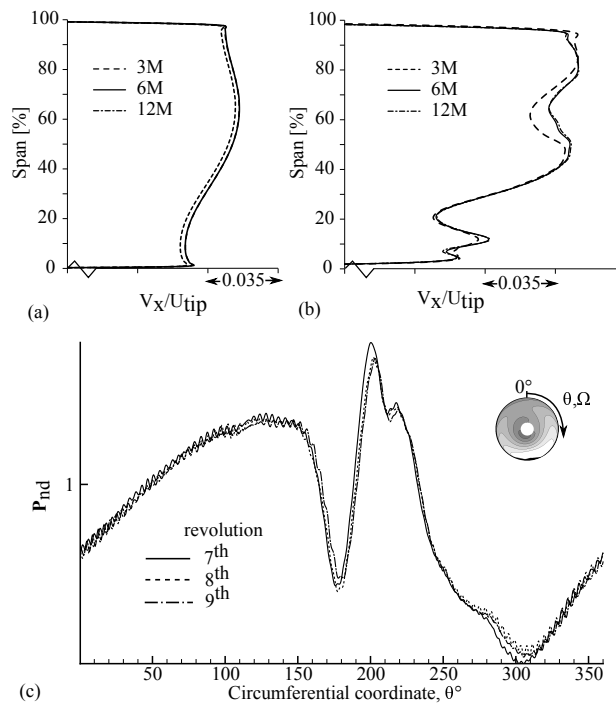 100
80
60
40
20
0
Span [%]
3M
6M
12M
0.035
Vx/Utip
(a)
100
80
60
40
20
0
Span [%]
3M
6M
12M
0.035
Vx/Utip
(b)
0°
θ,Ω
1
Pnd
revolution
7th
8th
9th
50 100 150 200 250 300 350
Circumferential coordinate, θ°
(c)